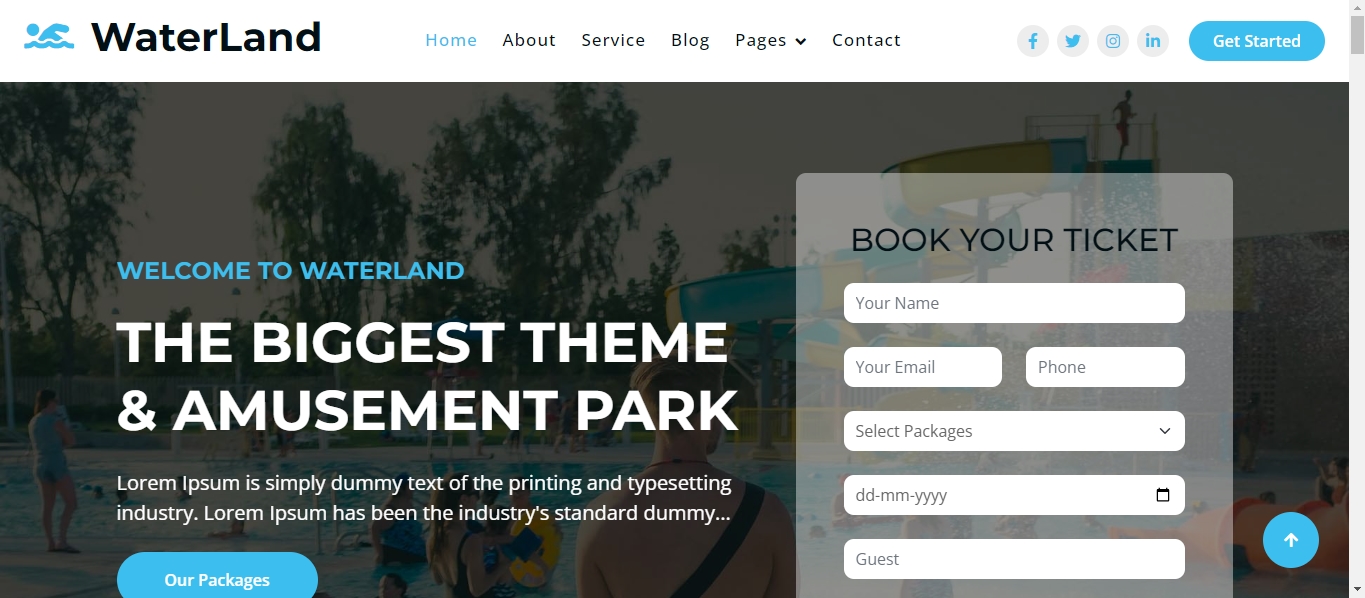 WaterLand
Home About Service Blog Pages Contact
Get Started
WELCOME TO WATERLAND
THE BIGGEST THEME
& AMUSEMENT PARK
Lorem Ipsum is simply dummy text of the printing and typesetting
industry. Lorem Ipsum has been the industry's standard dummy...
Our Packages
BOOK YOUR TICKET
Your Name
Your Email Phone
Select Packages
dd-mm-yyyy
Guest